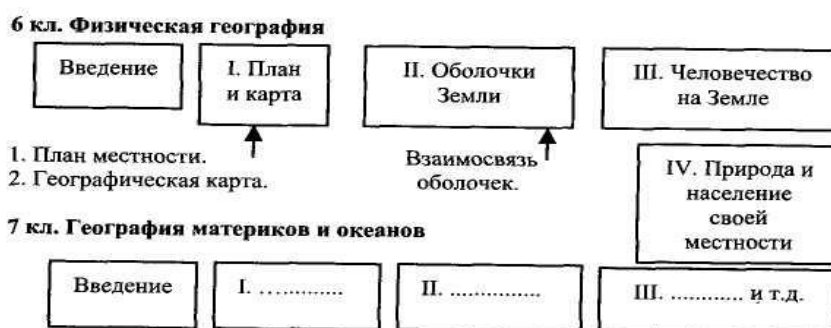 6 кл. Физическая география
Введение
I. План
и карта
II. Оболочки
Земли
III. Человечество
на Земле
1. План местности.
2. Географическая карта.
Взаимосвязь
оболочек.
IV. Природа и
население
своей
местности
7 кл. География материков и океанов
Введение
I. ..............
II. ...............
III. ............ и т.д.